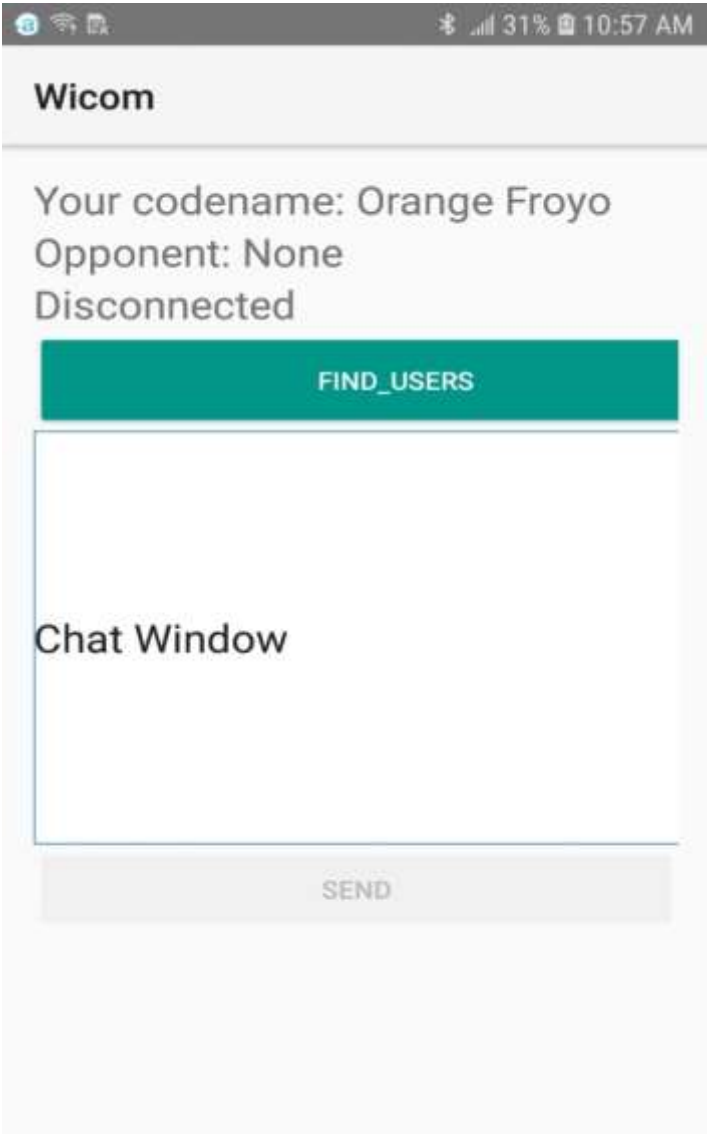 31% 10:57 AM
Wicom
Your codename: Orange Froyo
Opponent: None
Disconnected
FIND_USERS
Chat Window
SEND